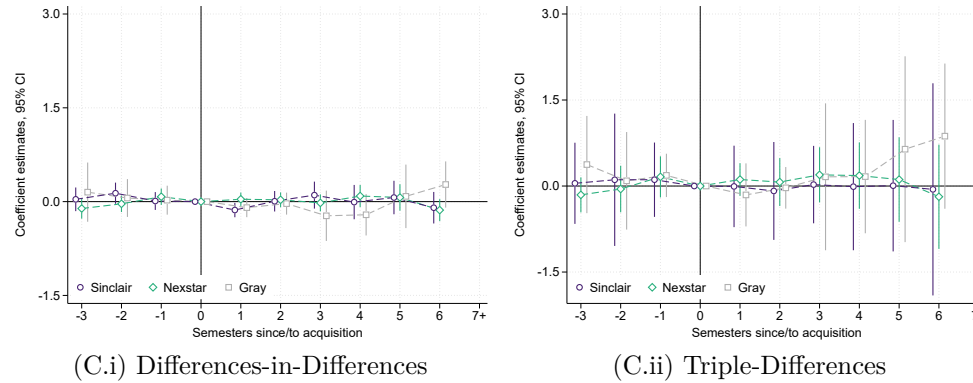 3.0
1.5
0.0
-1.5
Coefficient estimates, 95% CI
Sinclair Nexstar Gray
-3 -2 -1 0 1 2 3 4 5 6 7+
Semesters since/to acquisition
(C.i) Differences-in-Differences
3.0
1.5
0.0
-1.5
Coefficient estimates, 95% CI
Sinclair Nexstar Gray
-3 -2 -1 0 1 2 3 4 5 6 7
Semesters since/to acquisition
(C.ii) Triple-Differences